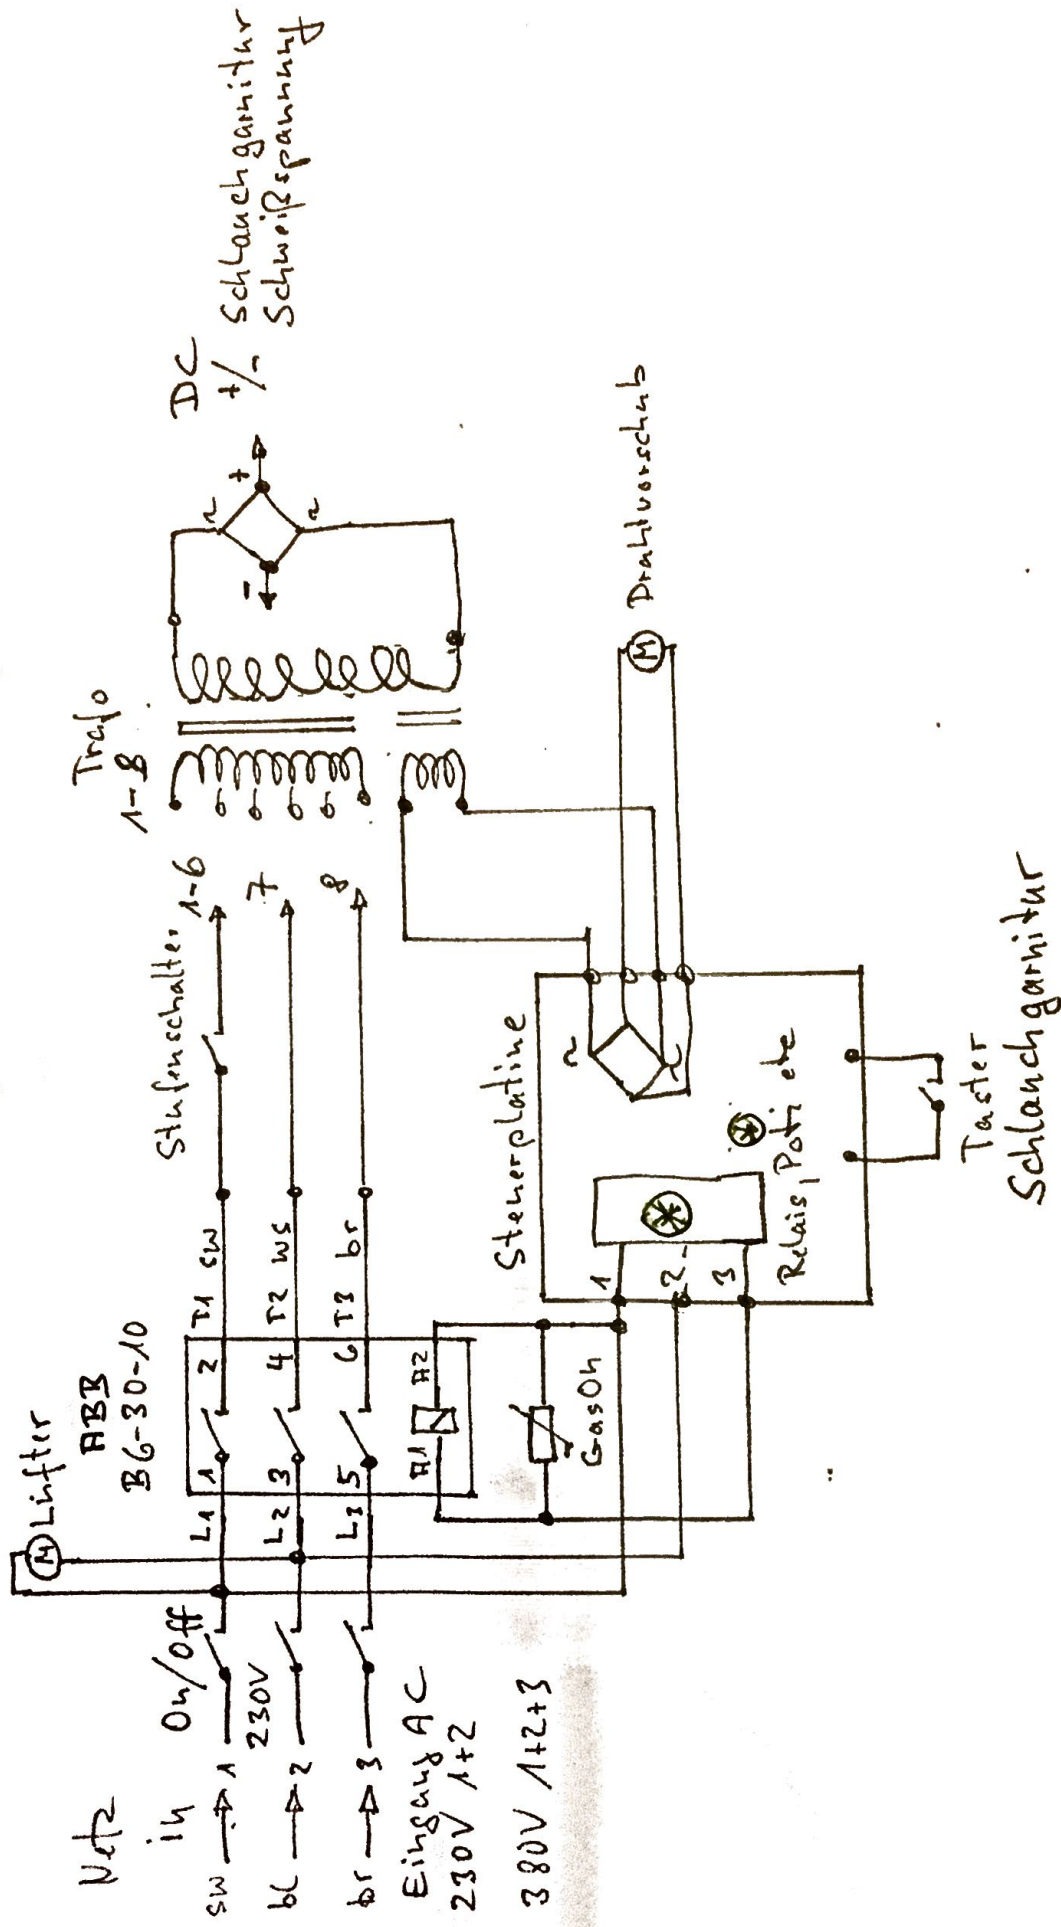 Netz
in
sw
bl
br
1
2
3
On/Off
230V
Eingang AC
230V 1+2
380V 1+2+3
M
Lüfter
ABB
B6-30-10
L1
1
2
T1
sw
L2
3
4
T2
ws
L3
5
6
T3
br
A1
A2
GasOn
Stufenschalter
1-6
7
8
Trafo
1-8
~
~
+
-
DC
+/-
Schlauchgarnitur
Schweißspannung
Steuerplatine
1
2
3
~
~
Relais, Poti etc
M
Drahtvorschub
Taster
Schlauchgarnitur